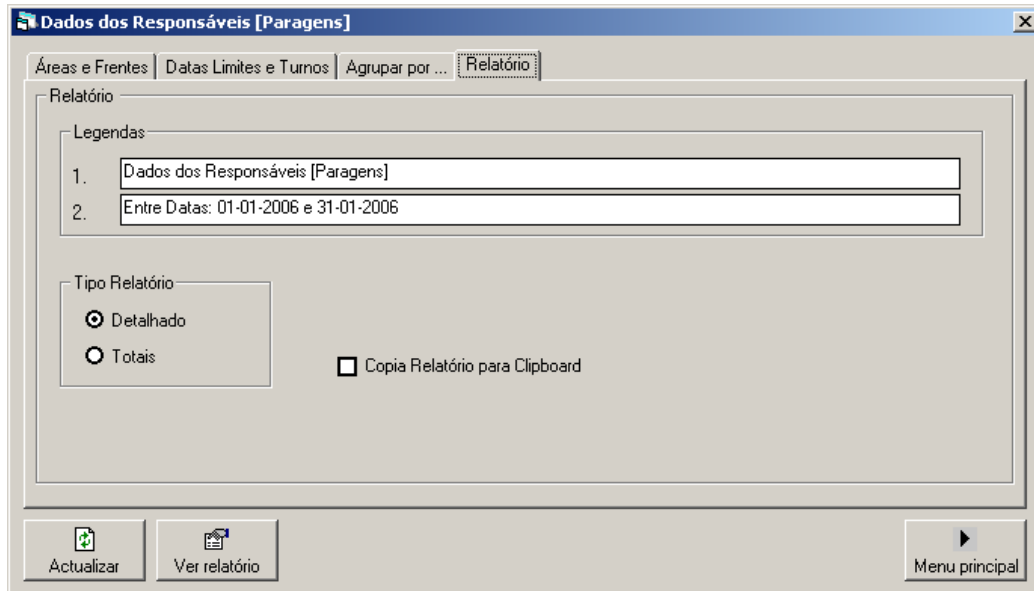 Dados dos Responsáveis [Paragens]
Áreas e Frentes Datas Limites e Turnos Agrupar por ... Relatório
Relatório
Legendas
1. Dados dos Responsáveis [Paragens]
2. Entre Datas: 01-01-2006 e 31-01-2006
Tipo Relatório
Detalhado
Totais
Copia Relatório para Clipboard
Actualizar Ver relatório Menu principal